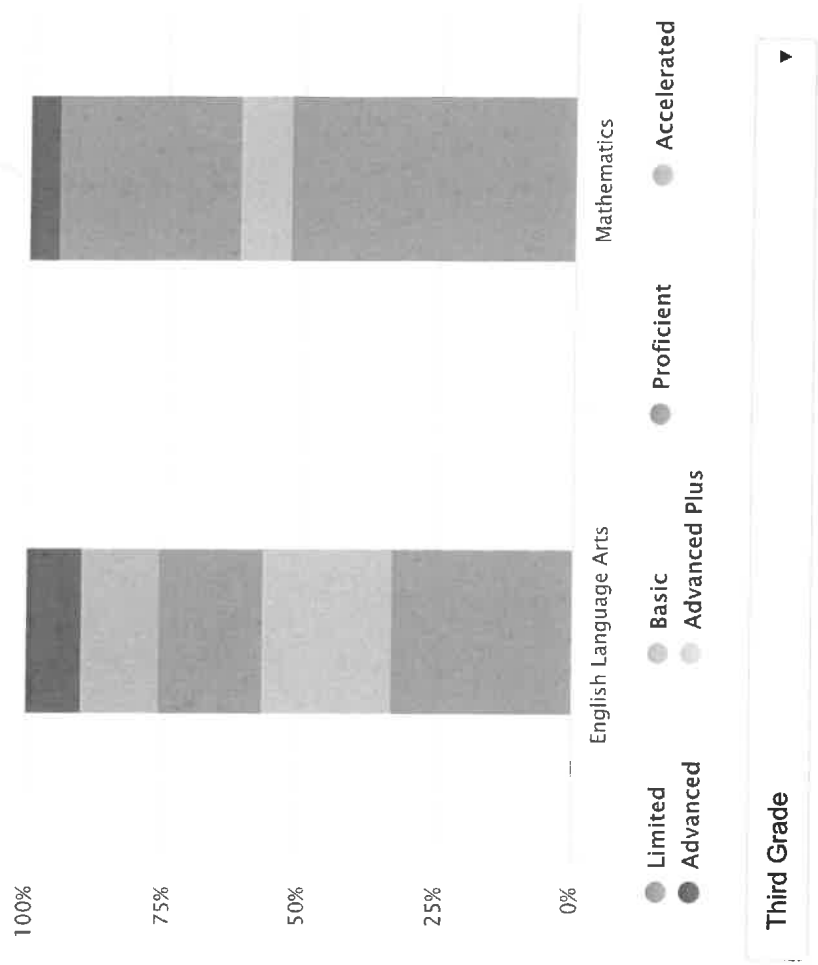 100%
75%
50%
25%
0%
English Language Arts
Mathematics
Limited
Basic
Proficient
Accelerated
Advanced
Advanced Plus
Third Grade